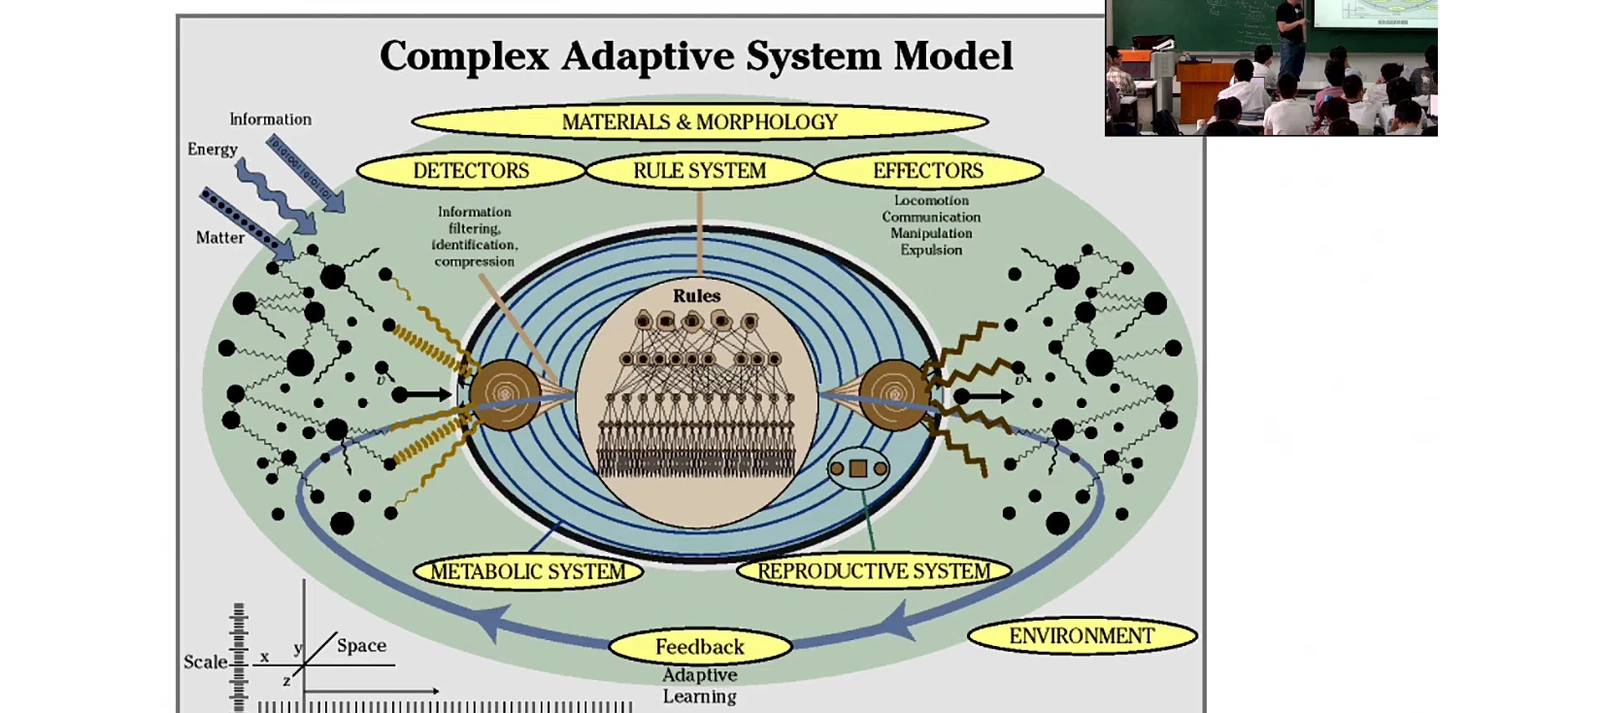 Complex Adaptive System Model
MATERIALS & MORPHOLOGY
DETECTORS
RULE SYSTEM
EFFECTORS
Information
Energy
Matter
Information
filtering,
identification,
compression
Locomotion
Communication
Manipulation
Expulsion
Rules
v
v
METABOLIC SYSTEM
REPRODUCTIVE SYSTEM
ENVIRONMENT
Feedback
Adaptive
Learning
Scale
x
y
z
Space